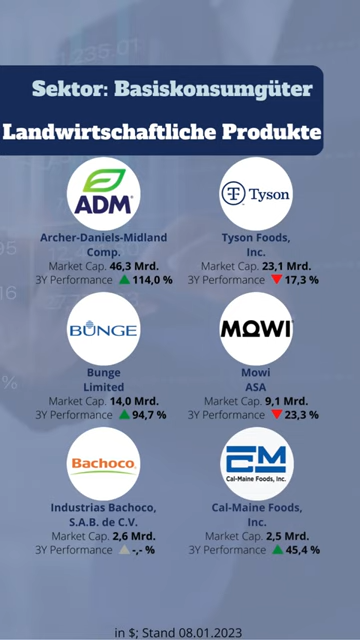 Sektor: Basiskonsumgüter
Landwirtschaftliche Produkte
ADM
Archer-Daniels-Midland
Comp.
Market Cap. 46,3 Mrd.
3Y Performance ▲ 114,0 %
Tyson
Tyson Foods,
Inc.
Market Cap. 23,1 Mrd.
3Y Performance ▼ 17,3 %
BUNGE
Bunge
Limited
Market Cap. 14,0 Mrd.
3Y Performance ▲ 94,7 %
MOWI
Mowi
ASA
Market Cap. 9,1 Mrd.
3Y Performance ▼ 23,3 %
Bachoco
Industrias Bachoco,
S.A.B. de C.V.
Market Cap. 2,6 Mrd.
3Y Performance ▲ -,- %
CM
Cal-Maine Foods, Inc.
Cal-Maine Foods,
Inc.
Market Cap. 2,5 Mrd.
3Y Performance ▲ 45,4 %
in $; Stand 08.01.2023